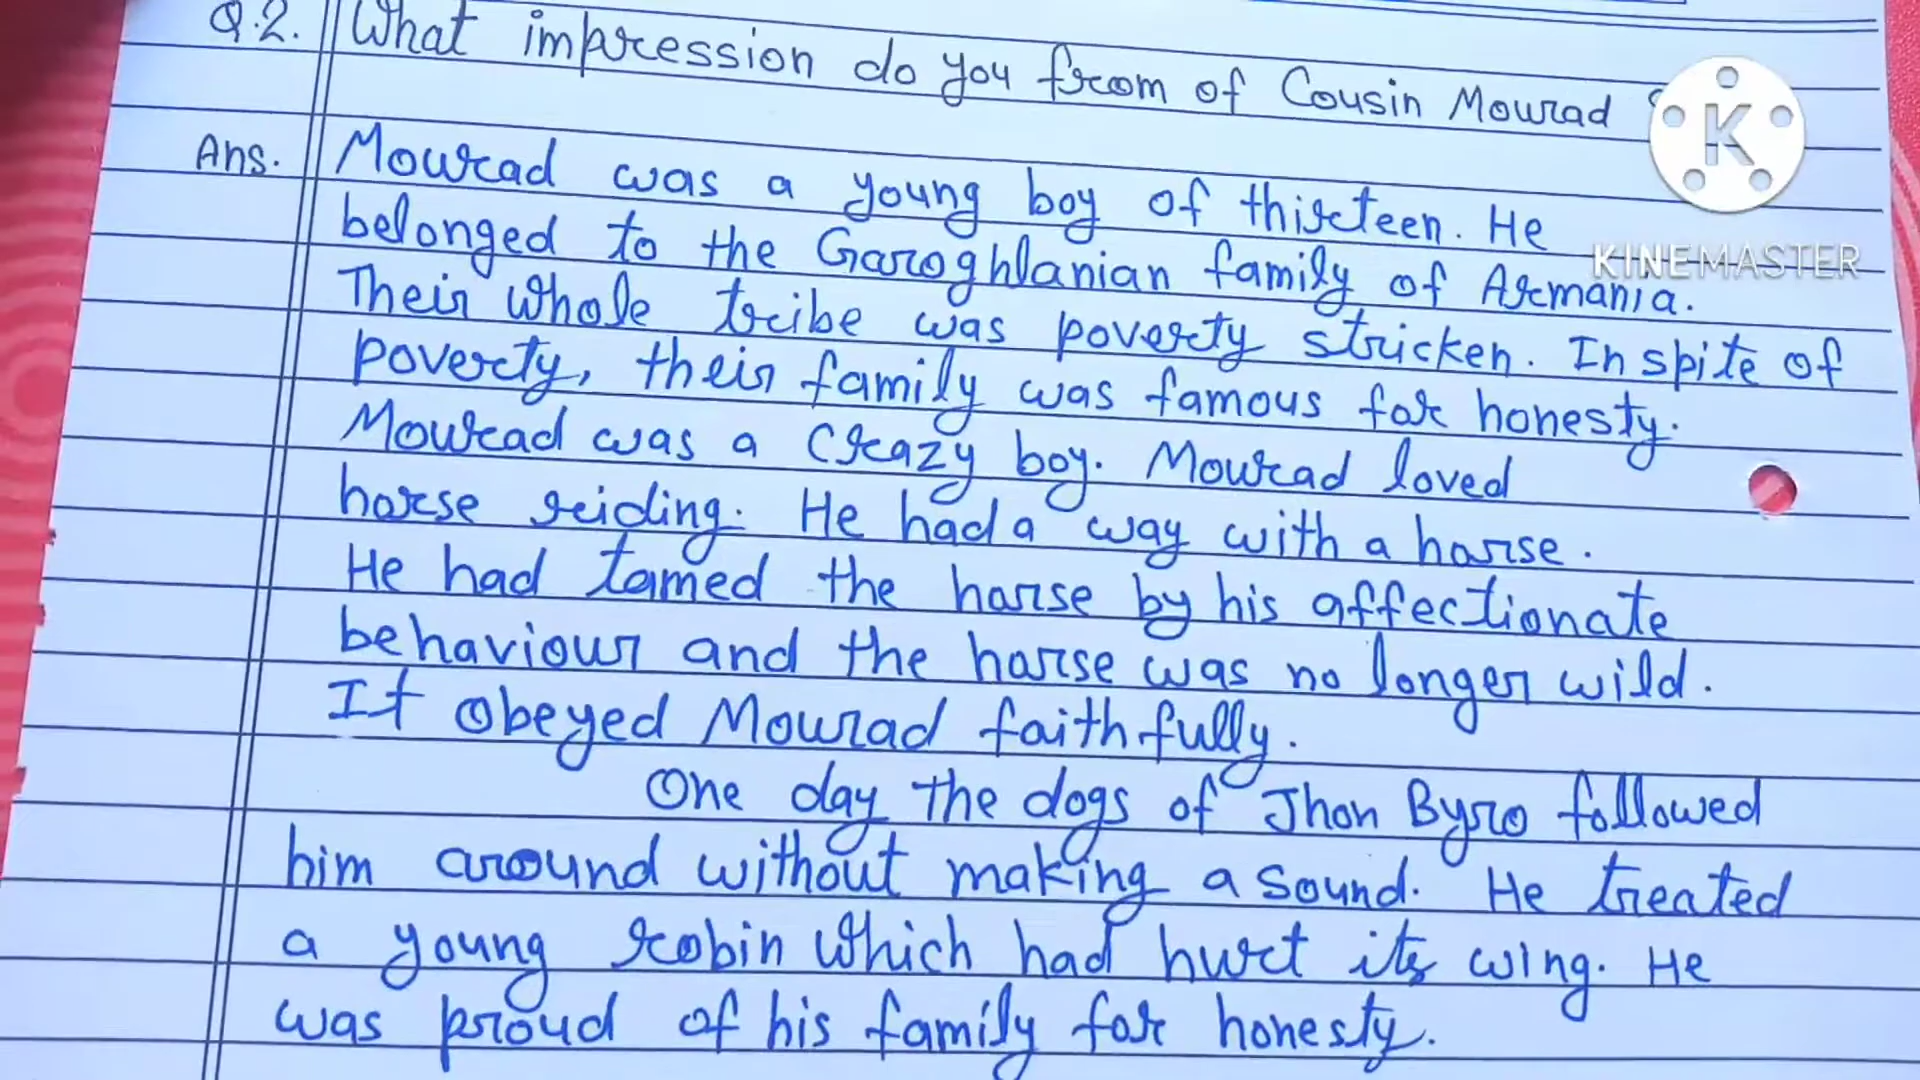 Q.2. What impression do you from of Cousin Mourad ?
Ans. Mourad was a young boy of thirteen. He
belonged to the Garoghlanian family of Armania.
Their whole tribe was poverty stricken. Inspite of
poverty, their family was famous for honesty.
Mourad was a Crazy boy. Mourad loved
horse riding. He had a way with a horse.
He had tamed the horse by his affectionate
behaviour and the horse was no longer wild.
It obeyed Mourad faithfully.
One day the dogs of Jhon Byro followed
him around without making a sound. He treated
a young robin which had hurt its wing. He
was proud of his family for honesty.
K
KINEMASTER